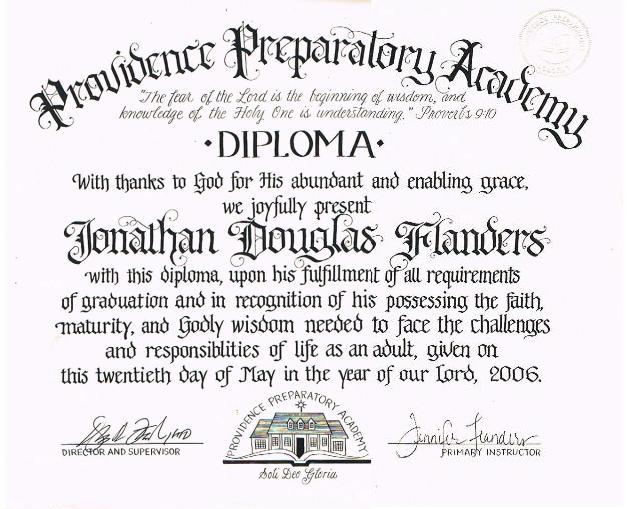 Providence Preparatory Academy
"The fear of the Lord is the beginning of wisdom, and
knowledge of the Holy One is understanding." Proverbs 9:10
·DIPLOMA·
With thanks to God for His abundant and enabling grace,
we joyfully present
Jonathan Douglas Flanders
with this diploma, upon his fulfillment of all requirements
of graduation and in recognition of his possessing the faith,
maturity, and Godly wisdom needed to face the challenges
and responsiblities of life as an adult, given on
this twentieth day of May in the year of our Lord, 2006.
DIRECTOR AND SUPERVISOR
PROVIDENCE PREPARATORY ACADEMY
Soli Deo Gloria
Jennifer Flanders
PRIMARY INSTRUCTOR